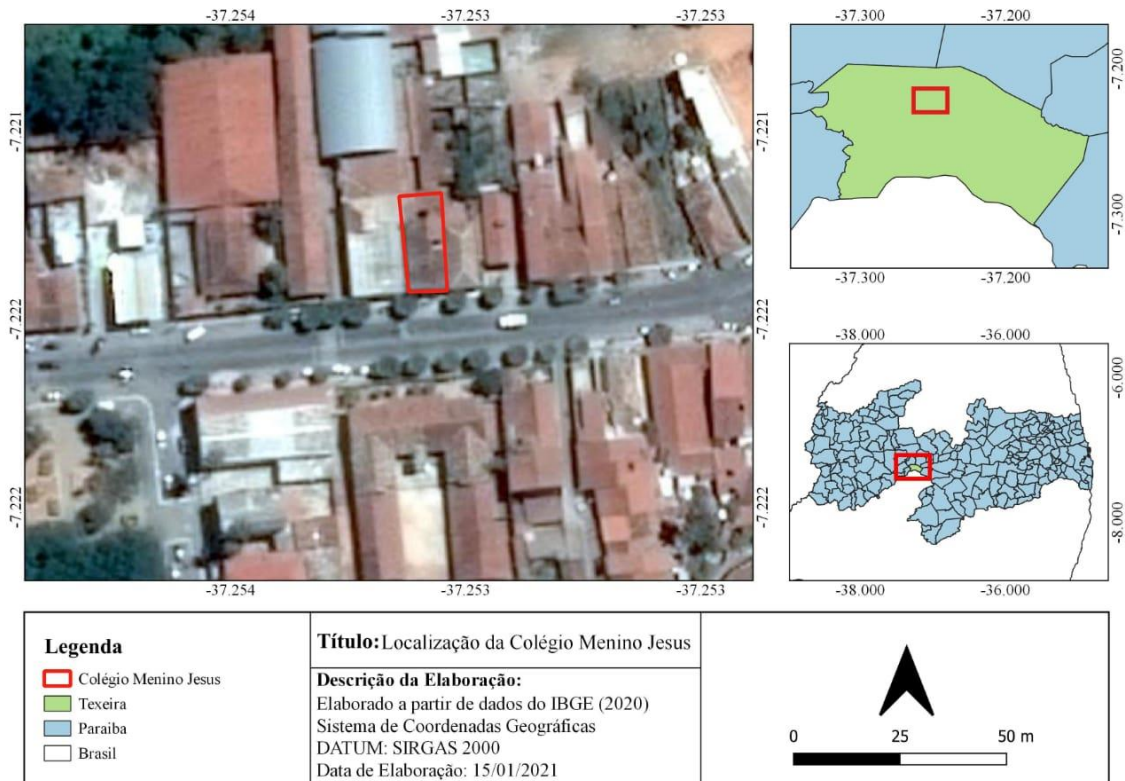 -37.254 -37.253 -37.253
-7.221
-7.222
-7.222
-7.221
-7.222
-7.222
-37.254 -37.253 -37.253
-37.300 -37.200
-7.200
-7.300
-37.300 -37.200
-38.000 -36.000
-6.000
-8.000
-38.000 -36.000
Legenda
Colégio Menino Jesus
Texeira
Paraiba
Brasil
Título: Localização da Colégio Menino Jesus
Descrição da Elaboração:
Elaborado a partir de dados do IBGE (2020)
Sistema de Coordenadas Geográficas
DATUM: SIRGAS 2000
Data de Elaboração: 15/01/2021
0 25 50 m